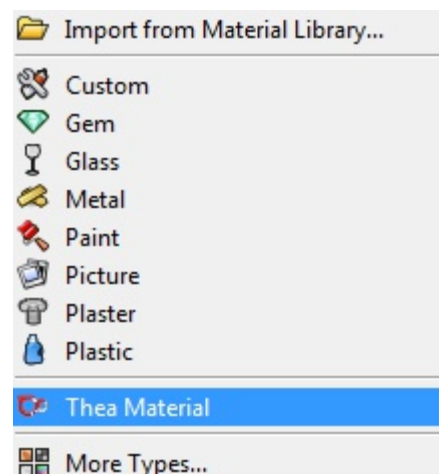 Import from Material Library...
Custom
Gem
Glass
Metal
Paint
Picture
Plaster
Plastic
Thea Material
More Types...